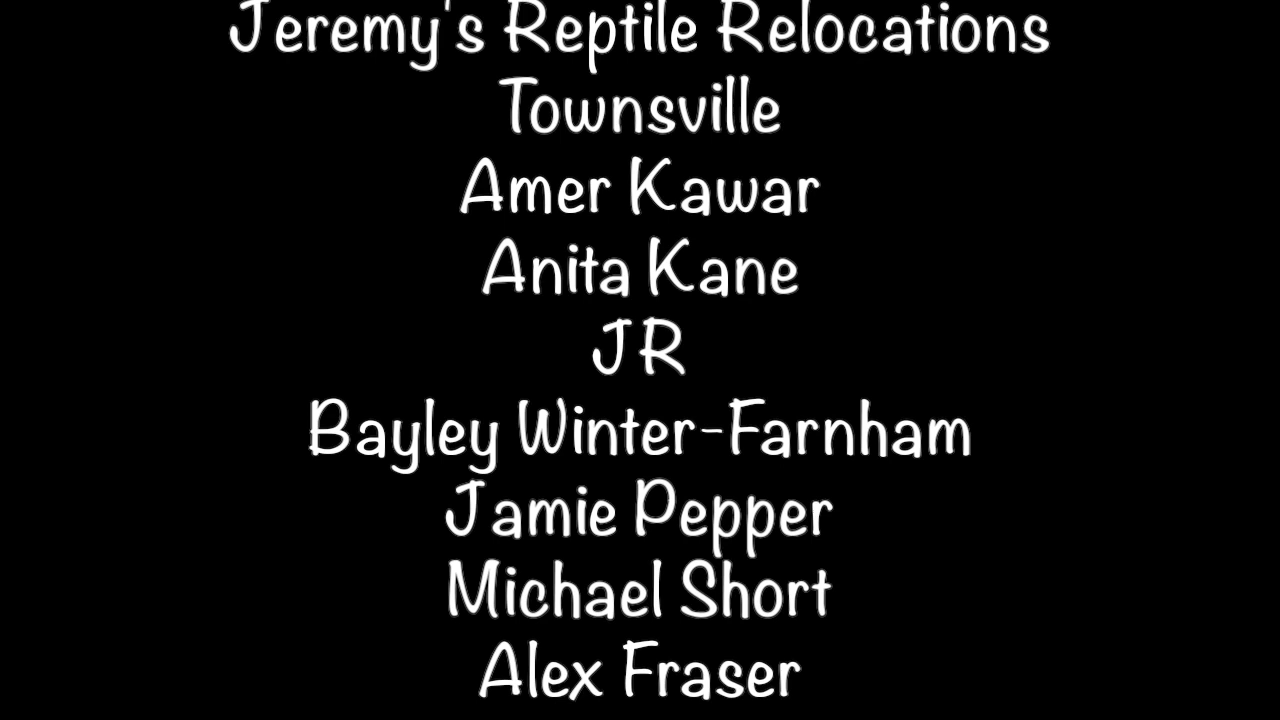 Jeremy's Reptile Relocations
Townsville
Amer Kawar
Anita Kane
JR
Bayley Winter-Farnham
Jamie Pepper
Michael Short
Alex Fraser